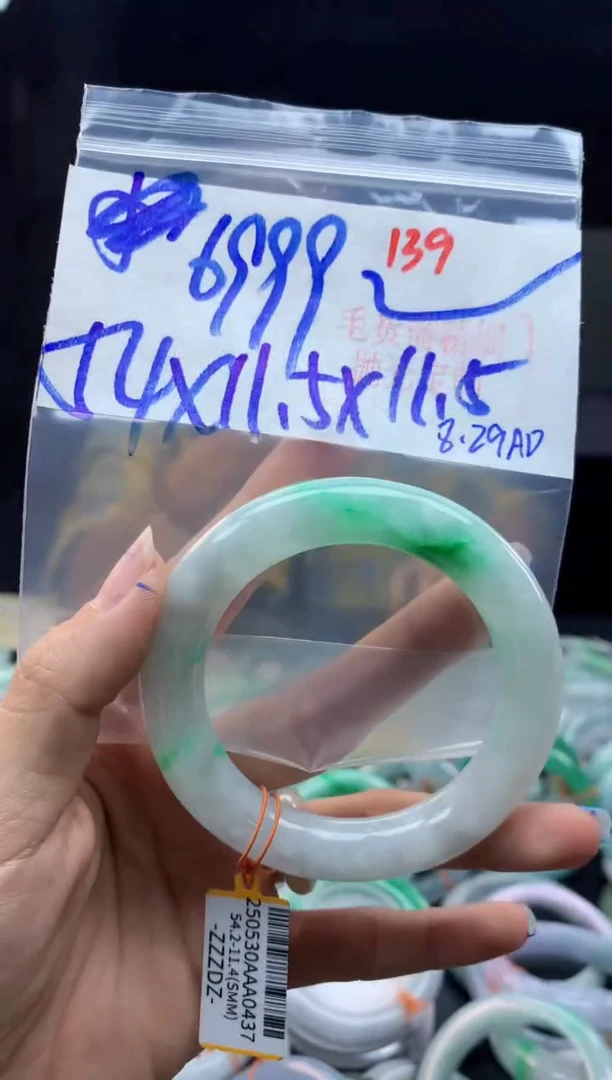 6999
139
54X11.5X11.5
8.29AD
250530AAA0437
54.2-11.4(SMM)
-ZZZDZ-